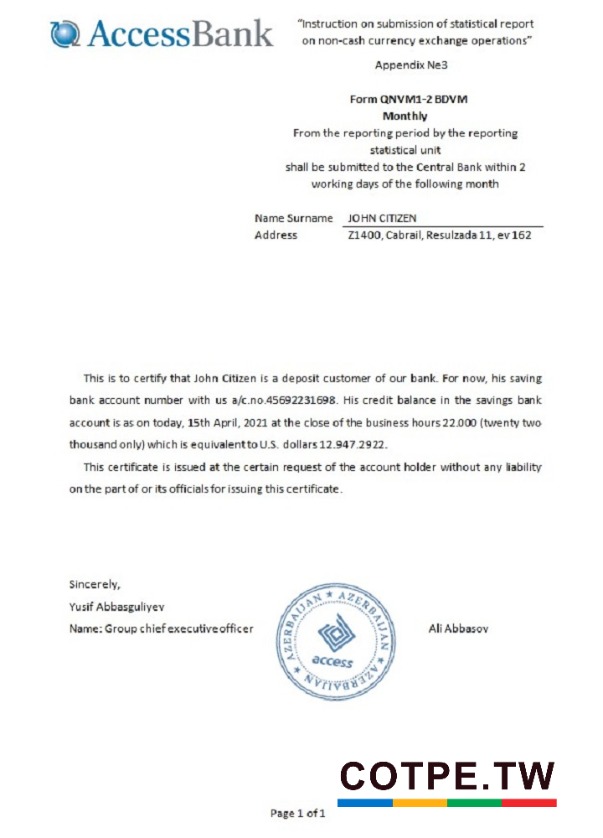 AccessBank
“Instruction on submission of statistical report
on non-cash currency exchange operations”
Appendix №3
Form QNVM1-2 BDVM
Monthly
From the reporting period by the reporting
statistical unit
shall be submitted to the Central Bank within 2
working days of the following month
Name Surname JOHN CITIZEN
Address Z1400, Cabrail, Resulzada 11, ev 162
This is to certify that John Citizen is a deposit customer of our bank. For now, his saving
bank account number with us a/c.no.45692231698. His credit balance in the savings bank
account is as on today, 15th April, 2021 at the close of the business hours 22.000 (twenty two
thousand only) which is equivalent to U.S. dollars 12.947.2922.
This certificate is issued at the certain request of the account holder without any liability
on the part of or its officials for issuing this certificate.
Sincerely,
Yusif Abbasguliyev
Name: Group chief executive officer
Ali Abbasov
AZERBAIJAN ★ AZERBAIJAN ★ AZERBAIJAN ★
access
COTPE.TW
Page 1 of 1